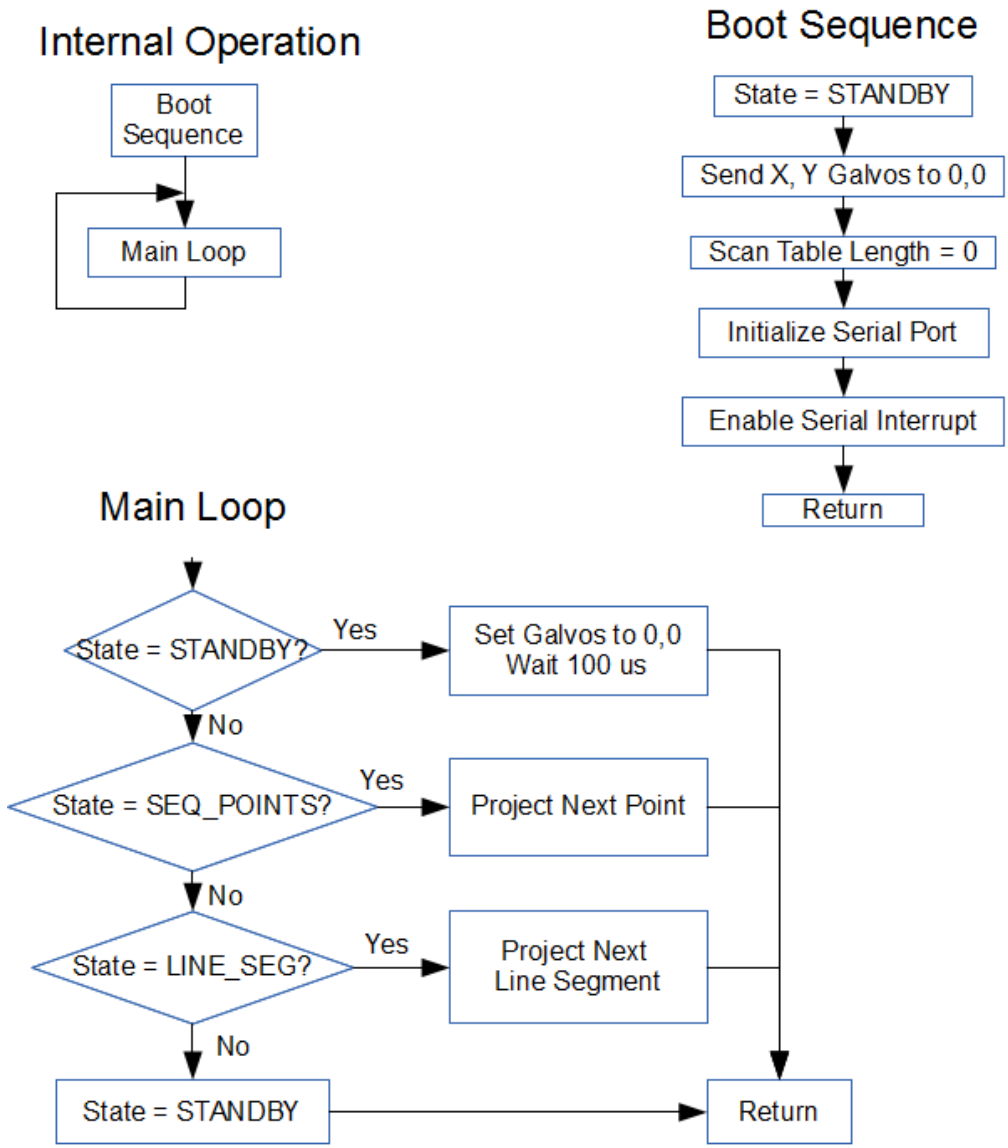 Internal Operation
Boot
Sequence
Main Loop
Boot Sequence
State = STANDBY
Send X, Y Galvos to 0,0
Scan Table Length = 0
Initialize Serial Port
Enable Serial Interrupt
Return
Main Loop
State = STANDBY?
Yes
Set Galvos to 0,0
Wait 100 us
No
State = SEQ_POINTS?
Yes
Project Next Point
No
State = LINE_SEG?
Yes
Project Next
Line Segment
No
State = STANDBY
Return